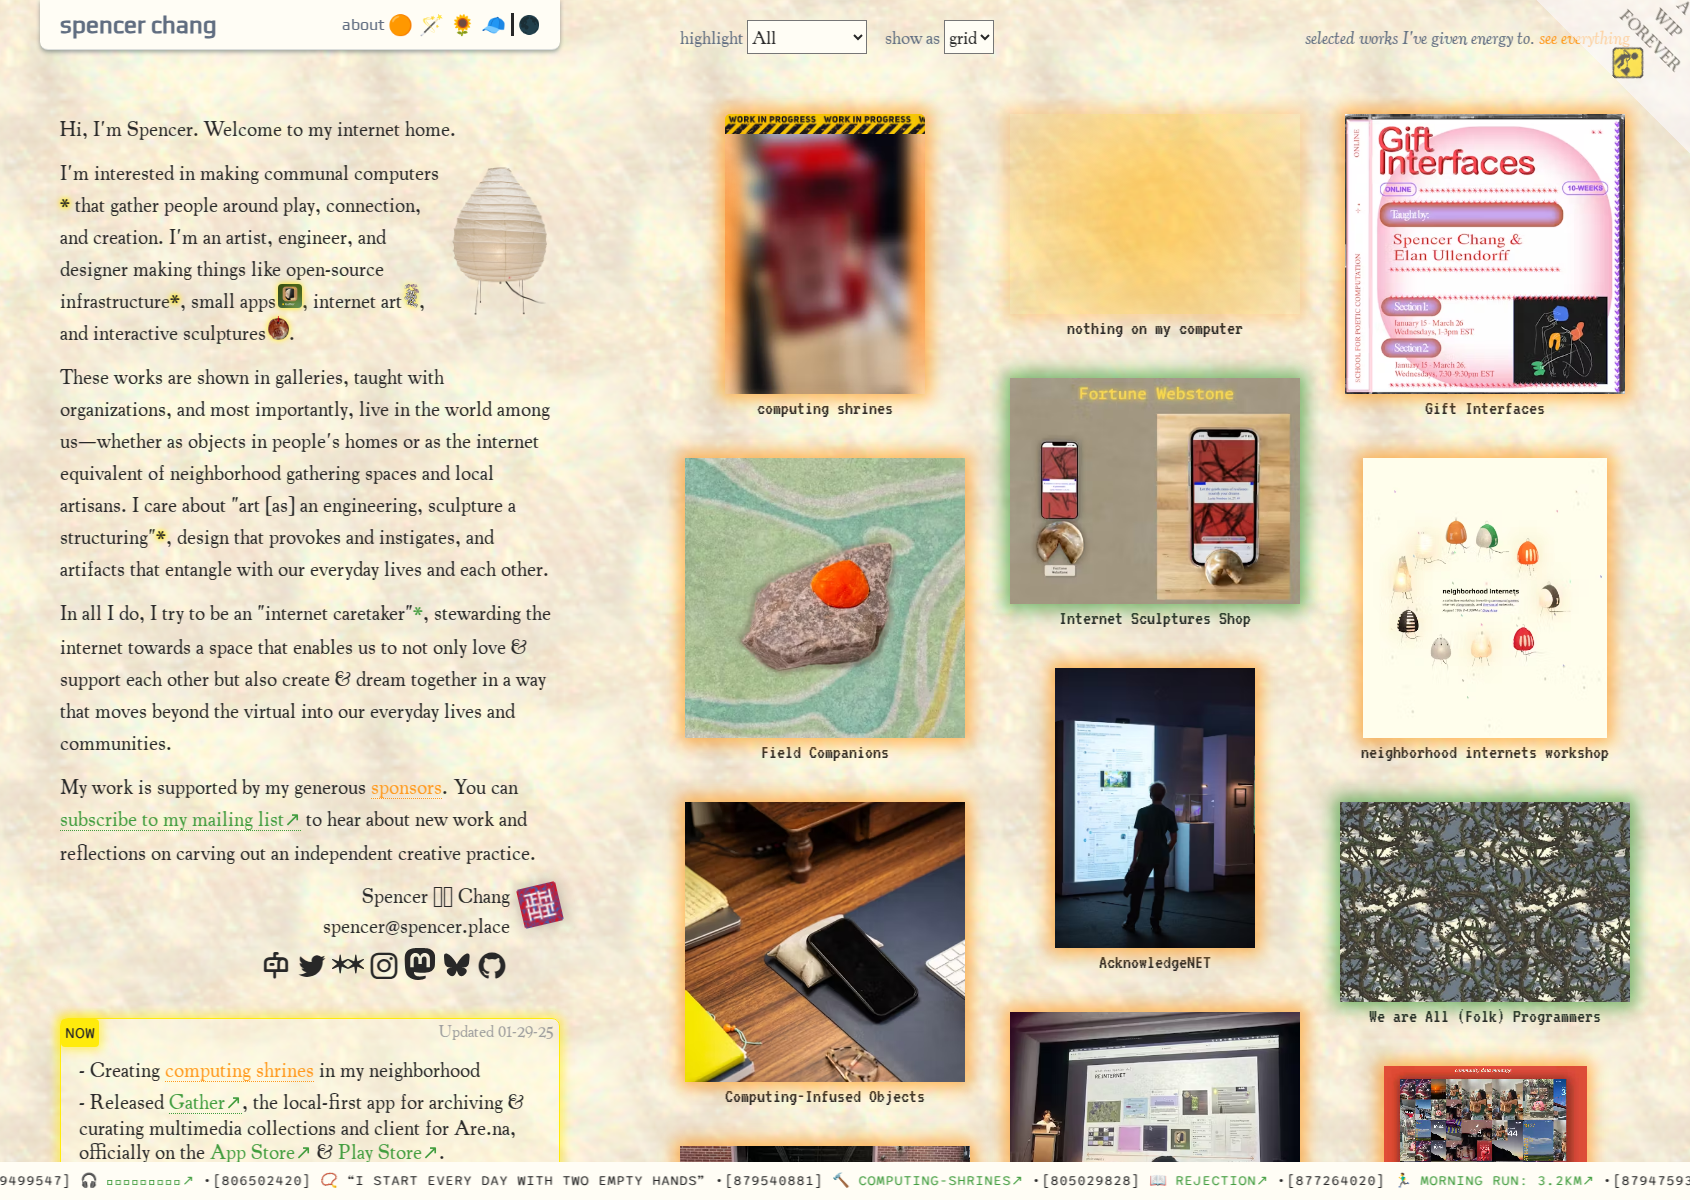 spencer chang
about
highlight All
show as grid
selected works I've given energy to. see everything
A WIP FOREVER
Hi, I'm Spencer. Welcome to my internet home.
I'm interested in making communal computers
* that gather people around play, connection,
and creation. I'm an artist, engineer, and
designer making things like open-source
infrastructure*, small apps, internet art,
and interactive sculptures.
These works are shown in galleries, taught with
organizations, and most importantly, live in the world among
us—whether as objects in people's homes or as the internet
equivalent of neighborhood gathering spaces and local
artisans. I care about "art [as] an engineering, sculpture a
structuring"*, design that provokes and instigates, and
artifacts that entangle with our everyday lives and each other.
In all I do, I try to be an "internet caretaker"*, stewarding the
internet towards a space that enables us to not only love &
support each other but also create & dream together in a way
that moves beyond the virtual into our everyday lives and
communities.
My work is supported by my generous sponsors. You can
subscribe to my mailing list↗ to hear about new work and
reflections on carving out an independent creative practice.
Spencer Chang
spencer@spencer.place
NOW
Updated 01-29-25
- Creating computing shrines in my neighborhood
- Released Gather↗, the local-first app for archiving &
curating multimedia collections and client for Are.na,
officially on the App Store↗ & Play Store↗.
WORK IN PROGRESS WORK IN PROGRESS W
computing shrines
Field Companions
Computing-Infused Objects
nothing on my computer
Fortune Webstone
Internet Sculptures Shop
AcknowledgeNET
Gift
Interfaces
ONLINE
10-WEEKS
Taught by:
Spencer Chang &
Elan Ullendorff
Section 1:
January 15 - March 26
Wednesdays, 1-3pm EST
Section 2:
January 15 - March 26,
Wednesdays, 7:30-9:30pm EST
ONLINE
SCHOOL FOR POETIC COMPUTATION
Gift Interfaces
neighborhood internets
neighborhood internets workshop
We are All (Folk) Programmers
9499547] ↗ •[806502420] “I START EVERY DAY WITH TWO EMPTY HANDS” •[879540881] COMPUTING-SHRINES↗ •[805029828] REJECTION↗ •[877264020] MORNING RUN: 3.2KM↗ •[8794759